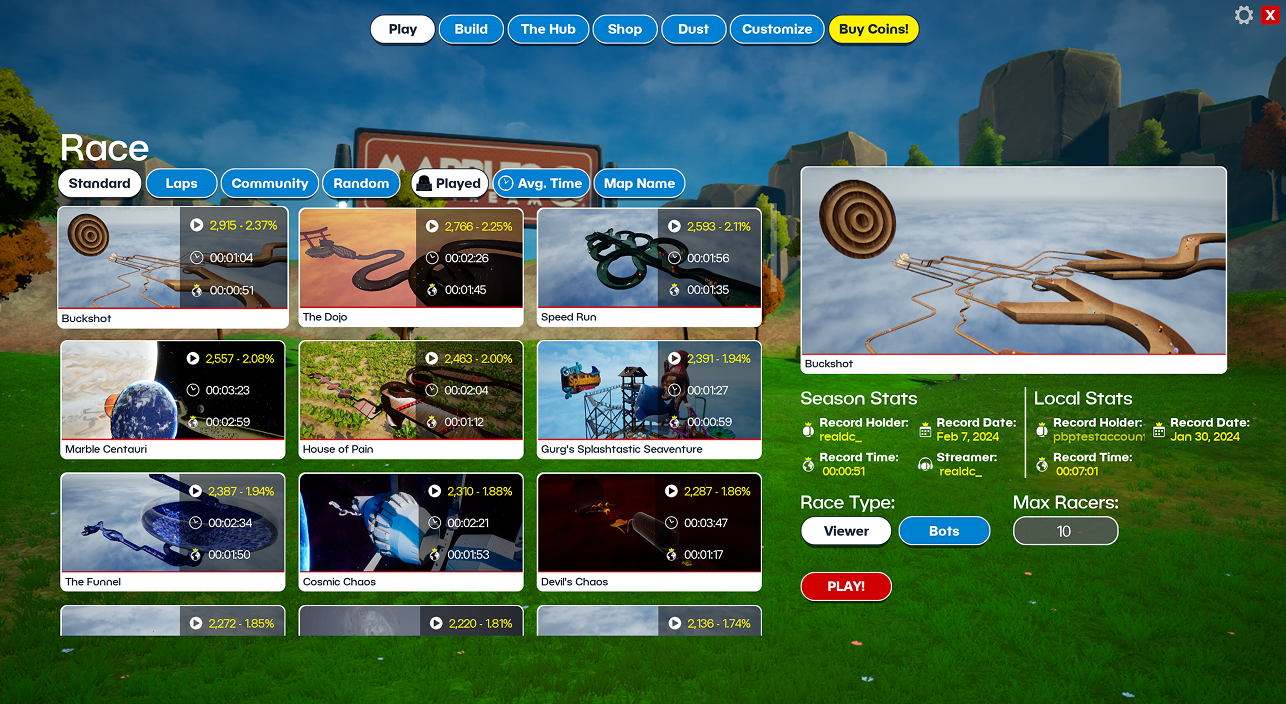 Play
Build
The Hub
Shop
Dust
Customize
Buy Coins!
X
Race
Standard
Laps
Community
Random
Played
Avg. Time
Map Name
2,915 - 2.37%
00:01:04
00:00:51
Buckshot
2,766 - 2.25%
00:02:26
00:01:45
The Dojo
2,593 - 2.11%
00:01:56
00:01:35
Speed Run
2,557 - 2.08%
00:03:23
00:02:59
Marble Centauri
2,463 - 2.00%
00:02:04
00:01:12
House of Pain
Gurg's
Splashtastic
2,391 - 1.94%
00:01:27
00:00:59
Gurg's Splashtastic Seaventure
2,387 - 1.94%
00:02:34
00:01:50
The Funnel
2,310 - 1.88%
00:02:21
00:01:53
Cosmic Chaos
2,287 - 1.86%
00:03:47
00:01:17
Devil's Chaos
2,272 - 1.85%
2,220 - 1.81%
2,136 - 1.74%
Buckshot
Season Stats
Record Holder:
realdc_
Record Date:
Feb 7, 2024
Record Time:
00:00:51
Streamer:
realdc_
Local Stats
Record Holder:
pbptestaccount
Record Date:
Jan 30, 2024
Record Time:
00:07:01
Race Type:
Viewer
Bots
Max Racers:
10
PLAY!